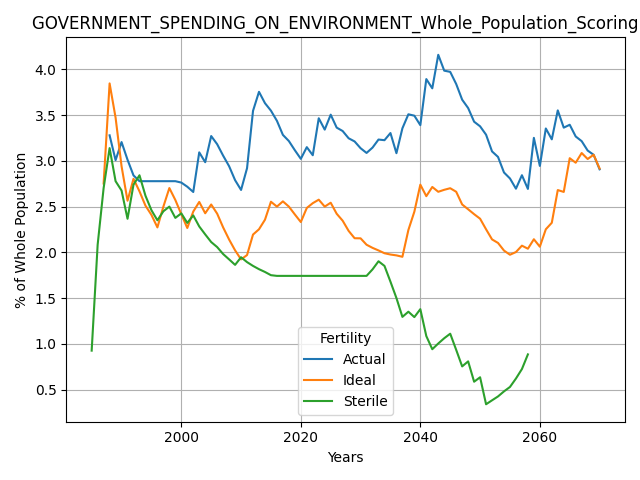 GOVERNMENT_SPENDING_ON_ENVIRONMENT_Whole_Population_Scoring
% of Whole Population
4.0
3.5
3.0
2.5
2.0
1.5
1.0
0.5
Fertility
Actual
Ideal
Sterile
2000 2020 2040 2060
Years